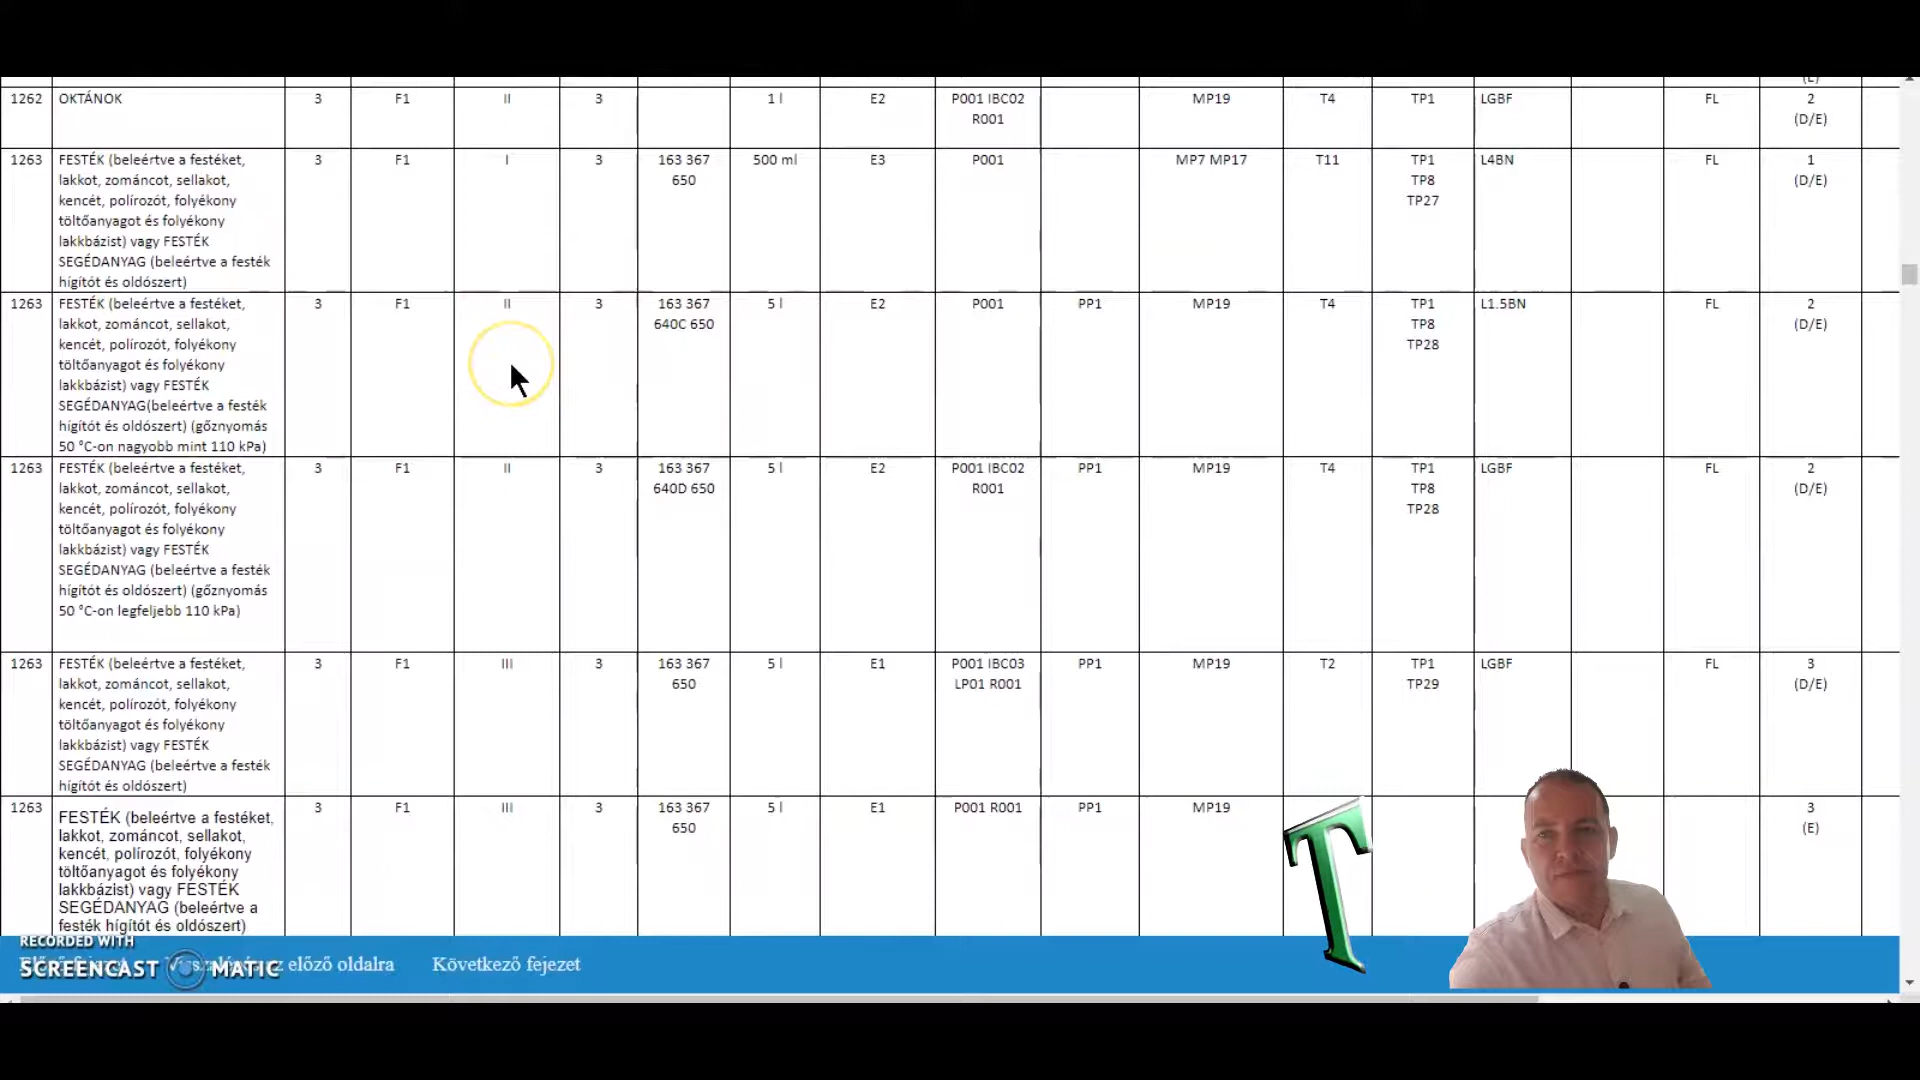 (E)
1262 OKTÁNOK 3 F1 II 3 1 l E2 P001 IBC02 MP19 T4 TP1 LGBF FL 2
R001 (D/E)
1263 FESTÉK (beleértve a festéket, 3 F1 I 3 163 367 500 ml E3 P001 MP7 MP17 T11 TP1 L4BN FL 1
lakkot, zománcot, sellakot, 650 TP8 (D/E)
kencét, polírozót, folyékony TP27
töltőanyagot és folyékony
lakkbázist) vagy FESTÉK
SEGÉDANYAG (beleértve a festék
hígítót és oldószert)
1263 FESTÉK (beleértve a festéket, 3 F1 II 3 163 367 5 l E2 P001 PP1 MP19 T4 TP1 L1.5BN FL 2
lakkot, zománcot, sellakot, 640C 650 TP8 (D/E)
kencét, polírozót, folyékony TP28
töltőanyagot és folyékony
lakkbázist) vagy FESTÉK
SEGÉDANYAG(beleértve a festék
hígítót és oldószert) (gőznyomás
50 °C-on nagyobb mint 110 kPa)
1263 FESTÉK (beleértve a festéket, 3 F1 II 3 163 367 5 l E2 P001 IBC02 PP1 MP19 T4 TP1 LGBF FL 2
lakkot, zománcot, sellakot, 640D 650 R001 TP8 (D/E)
kencét, polírozót, folyékony TP28
töltőanyagot és folyékony
lakkbázist) vagy FESTÉK
SEGÉDANYAG (beleértve a festék
hígítót és oldószert) (gőznyomás
50 °C-on legfeljebb 110 kPa)
1263 FESTÉK (beleértve a festéket, 3 F1 III 3 163 367 5 l E1 P001 IBC03 PP1 MP19 T2 TP1 LGBF FL 3
lakkot, zománcot, sellakot, 650 LP01 R001 TP29 (D/E)
kencét, polírozót, folyékony
töltőanyagot és folyékony
lakkbázist) vagy FESTÉK
SEGÉDANYAG (beleértve a festék
hígítót és oldószert)
1263 FESTÉK (beleértve a festéket, 3 F1 III 3 163 367 5 l E1 P001 R001 PP1 MP19 3
lakkot, zománcot, sellakot, 650 (E)
kencét, polírozót, folyékony
töltőanyagot és folyékony
lakkbázist) vagy FESTÉK
SEGÉDANYAG (beleértve a
festék hígítót és oldószert)
T
RECORDED WITH
SCREENCAST MATIC
előző oldalra Következő fejezet